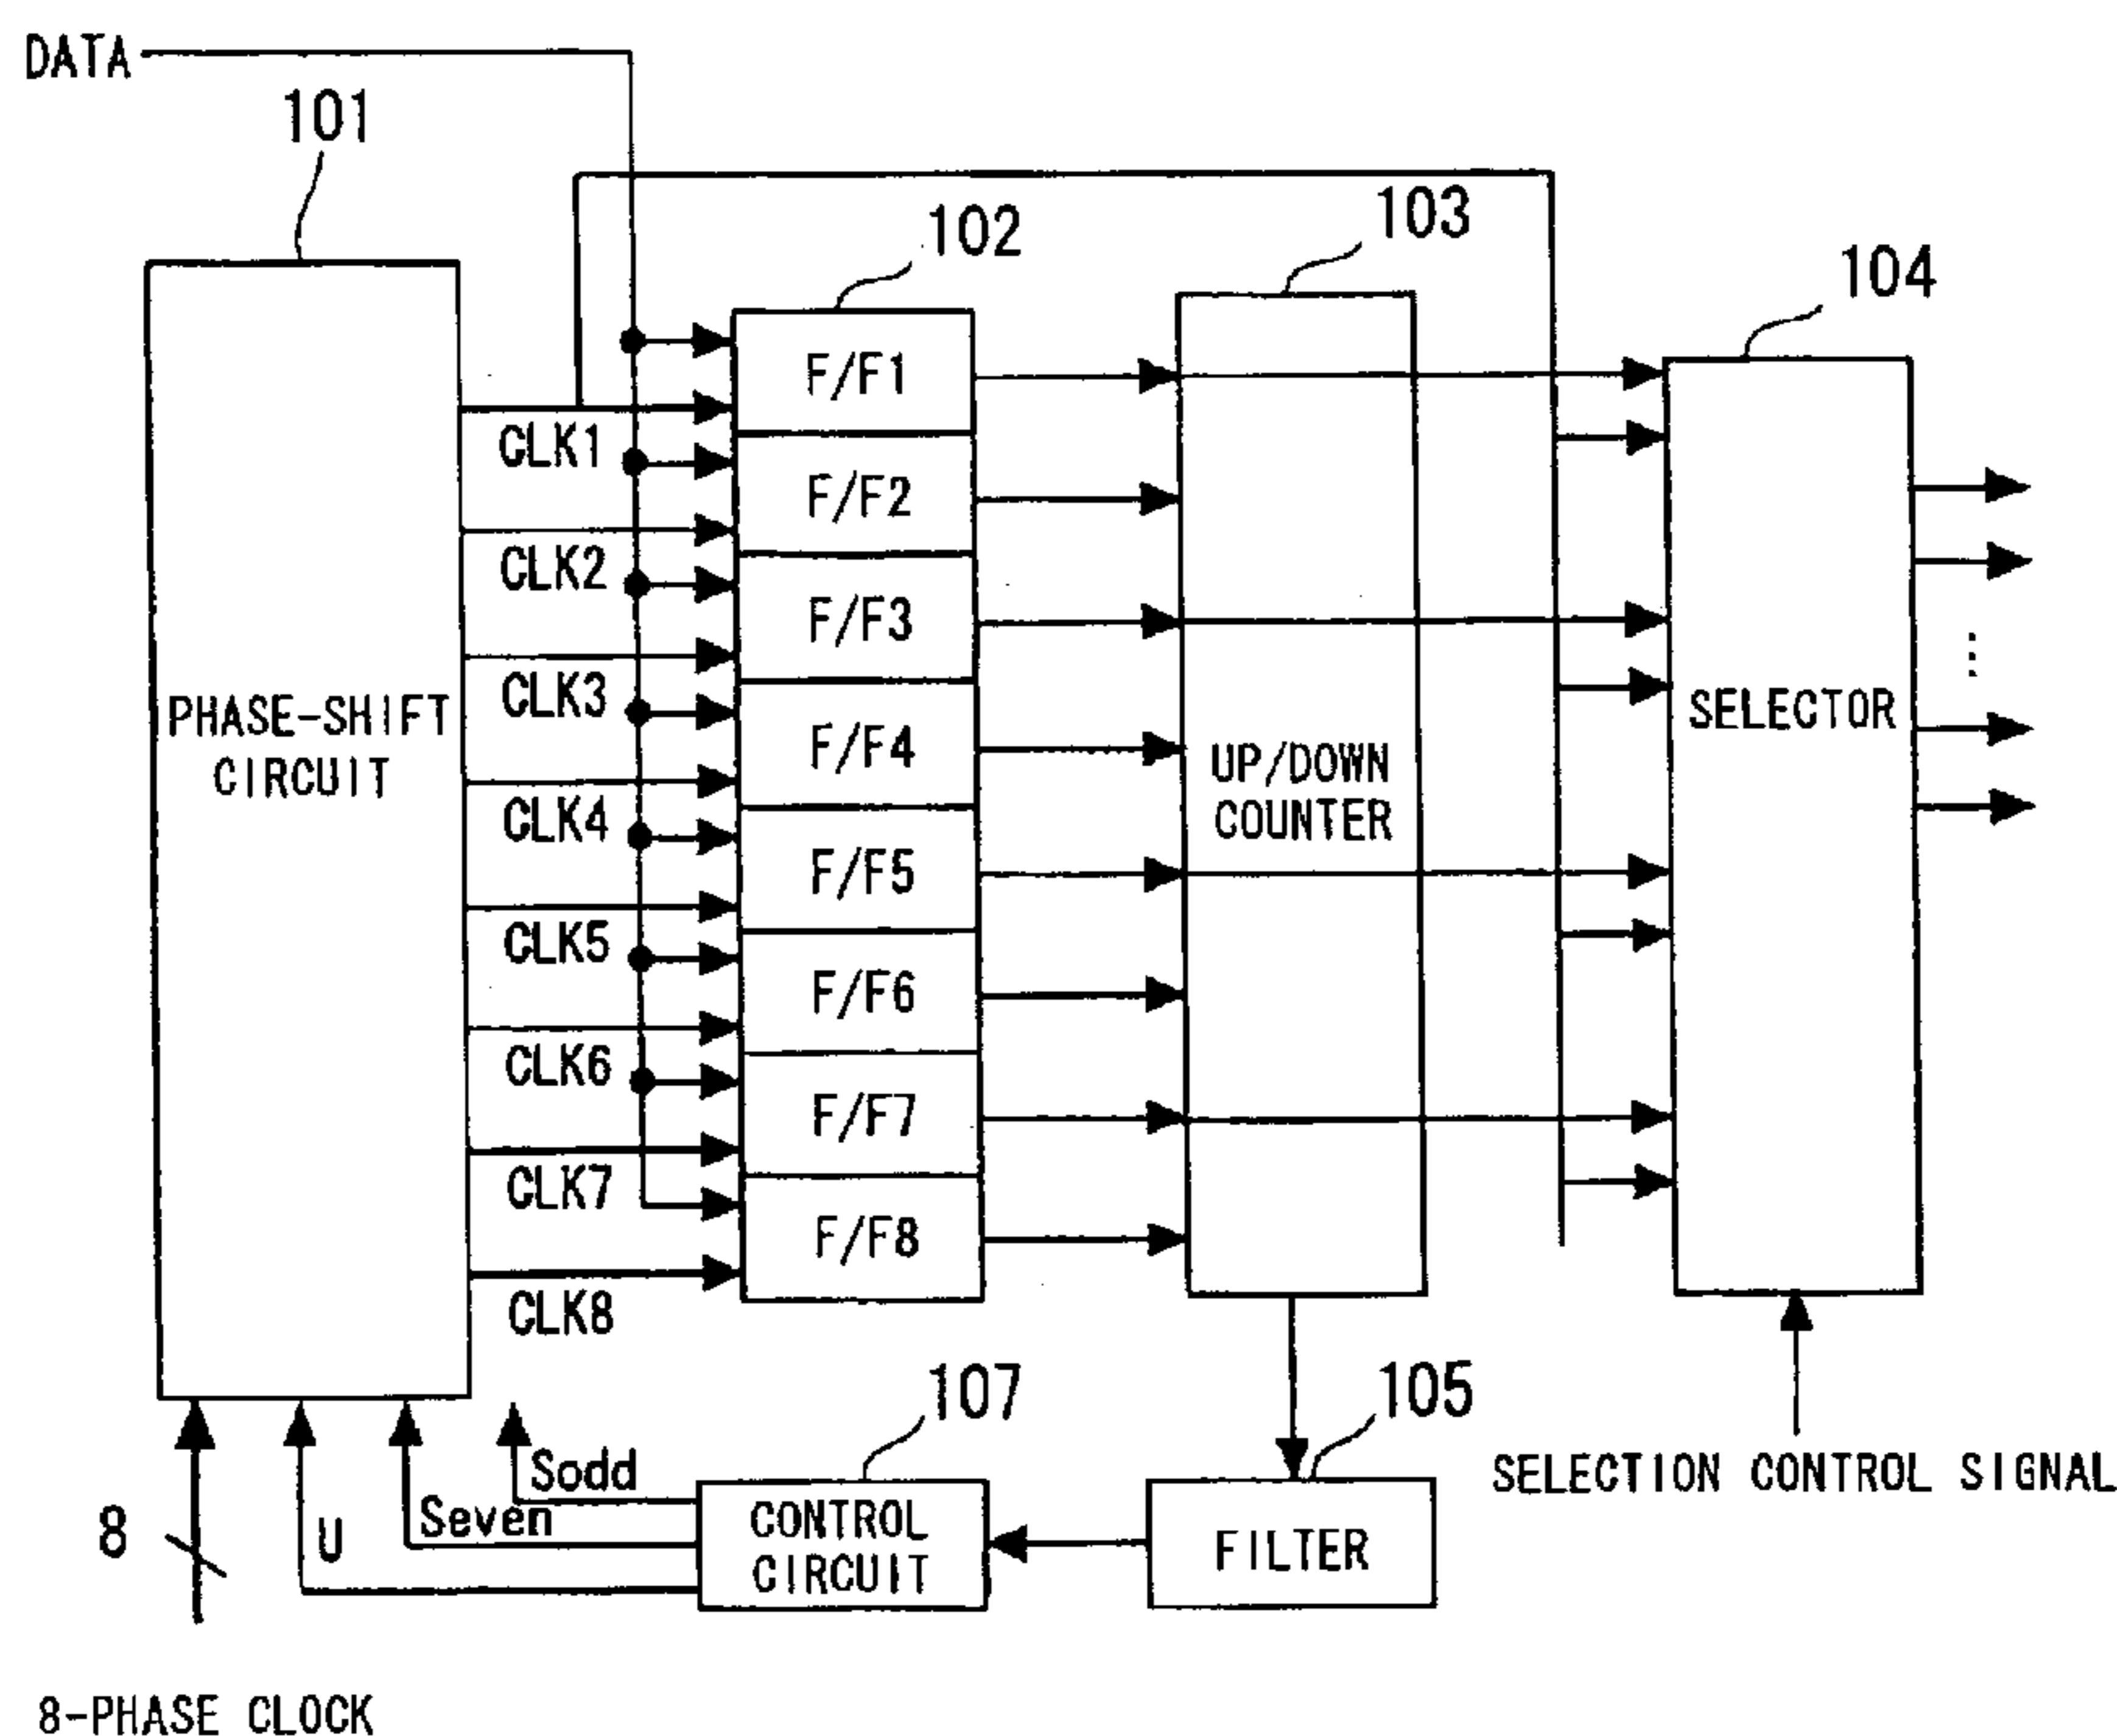 DATA
101
102
103
104
F/F1
CLK1
F/F2
CLK2
F/F3
CLK3
F/F4
CLK4
F/F5
CLK5
F/F6
CLK6
F/F7
CLK7
F/F8
CLK8
PHASE-SHIFT
CIRCUIT
UP/DOWN
COUNTER
SELECTOR
107
105
Sodd
Seven
U
8
CONTROL
CIRCUIT
FILTER
SELECTION CONTROL SIGNAL
8-PHASE CLOCK